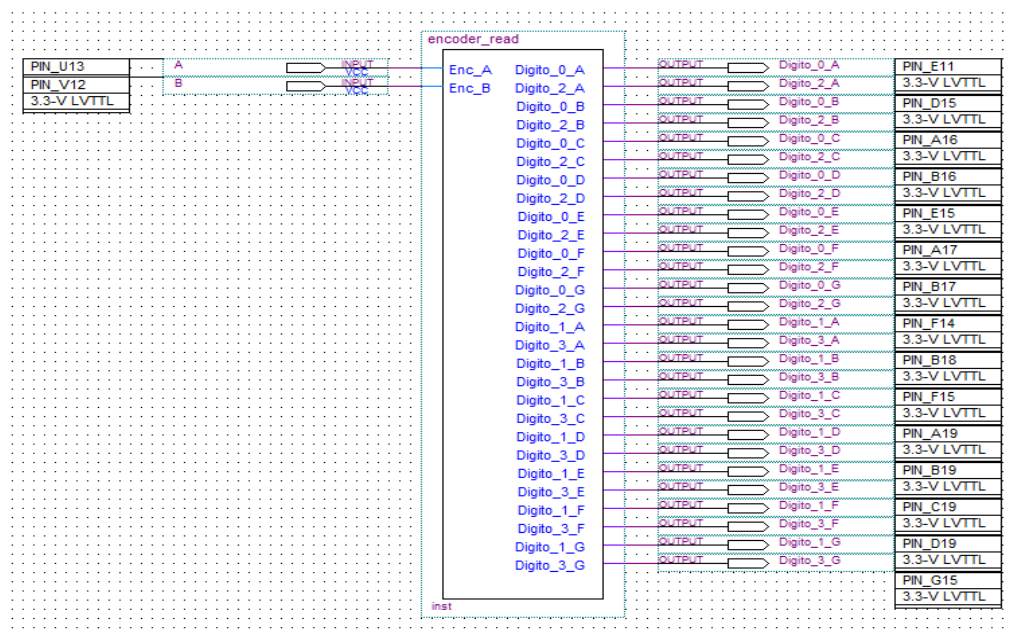 encoder_read
PIN_U13 A INPUT VCC Enc_A Digito_0_A OUTPUT Digito_0_A PIN_E11
PIN_V12 B INPUT VCC Enc_B Digito_2_A OUTPUT Digito_2_A 3.3-V LVTTL
3.3-V LVTTL Digito_0_B OUTPUT Digito_0_B PIN_D15
Digito_2_B OUTPUT Digito_2_B 3.3-V LVTTL
Digito_0_C OUTPUT Digito_0_C PIN_A16
Digito_2_C OUTPUT Digito_2_C 3.3-V LVTTL
Digito_0_D OUTPUT Digito_0_D PIN_B16
Digito_2_D OUTPUT Digito_2_D 3.3-V LVTTL
Digito_0_E OUTPUT Digito_0_E PIN_E15
Digito_2_E OUTPUT Digito_2_E 3.3-V LVTTL
Digito_0_F OUTPUT Digito_0_F PIN_A17
Digito_2_F OUTPUT Digito_2_F 3.3-V LVTTL
Digito_0_G OUTPUT Digito_0_G PIN_B17
Digito_2_G OUTPUT Digito_2_G 3.3-V LVTTL
Digito_1_A OUTPUT Digito_1_A PIN_F14
Digito_3_A OUTPUT Digito_3_A 3.3-V LVTTL
Digito_1_B OUTPUT Digito_1_B PIN_B18
Digito_3_B OUTPUT Digito_3_B 3.3-V LVTTL
Digito_1_C OUTPUT Digito_1_C PIN_F15
Digito_3_C OUTPUT Digito_3_C 3.3-V LVTTL
Digito_1_D OUTPUT Digito_1_D PIN_A19
Digito_3_D OUTPUT Digito_3_D 3.3-V LVTTL
Digito_1_E OUTPUT Digito_1_E PIN_B19
Digito_3_E OUTPUT Digito_3_E 3.3-V LVTTL
Digito_1_F OUTPUT Digito_1_F PIN_C19
Digito_3_F OUTPUT Digito_3_F 3.3-V LVTTL
Digito_1_G OUTPUT Digito_1_G PIN_D19
Digito_3_G OUTPUT Digito_3_G 3.3-V LVTTL
PIN_G15
3.3-V LVTTL
inst